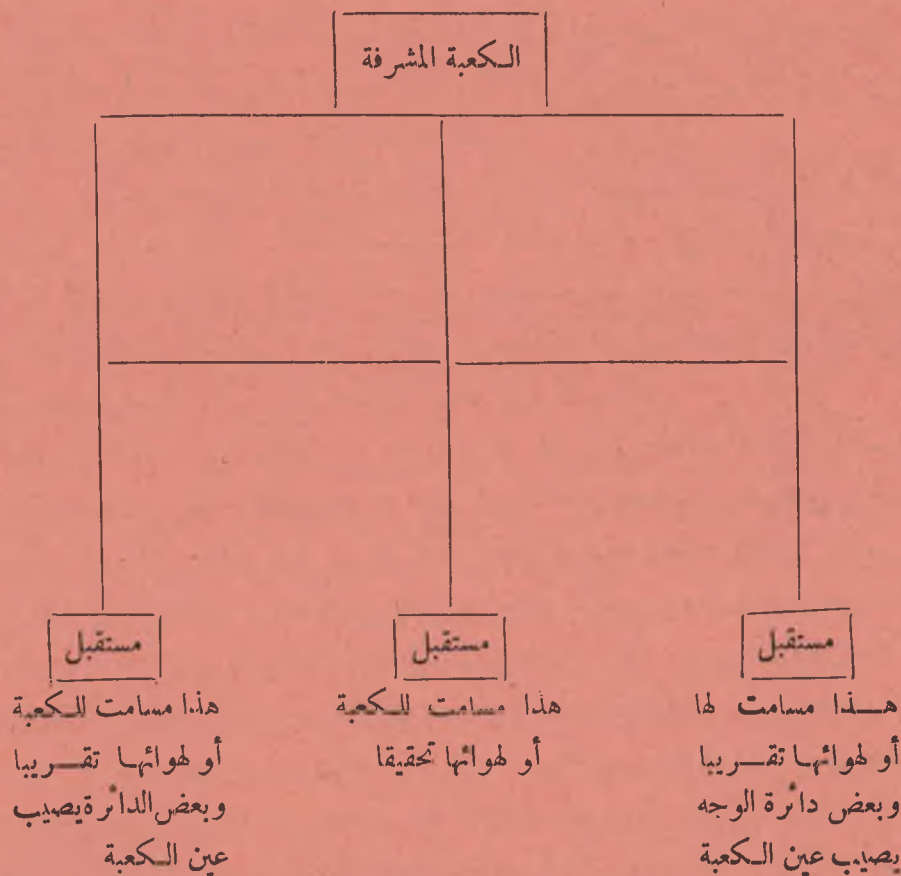 الكعبة المشرفة
مستقبل
هذا مسامت لها
أو لهوائها تقريبا
وبعض دائرة الوجه
يصيب عين الكعبة
مستقبل
هذا مسامت للكعبة
أو لهوائها تحقيقا
مستقبل
هذا مسامت للكعبة
أو لهوائها تقريبا
وبعض الدائرة يصيب
عين الكعبة